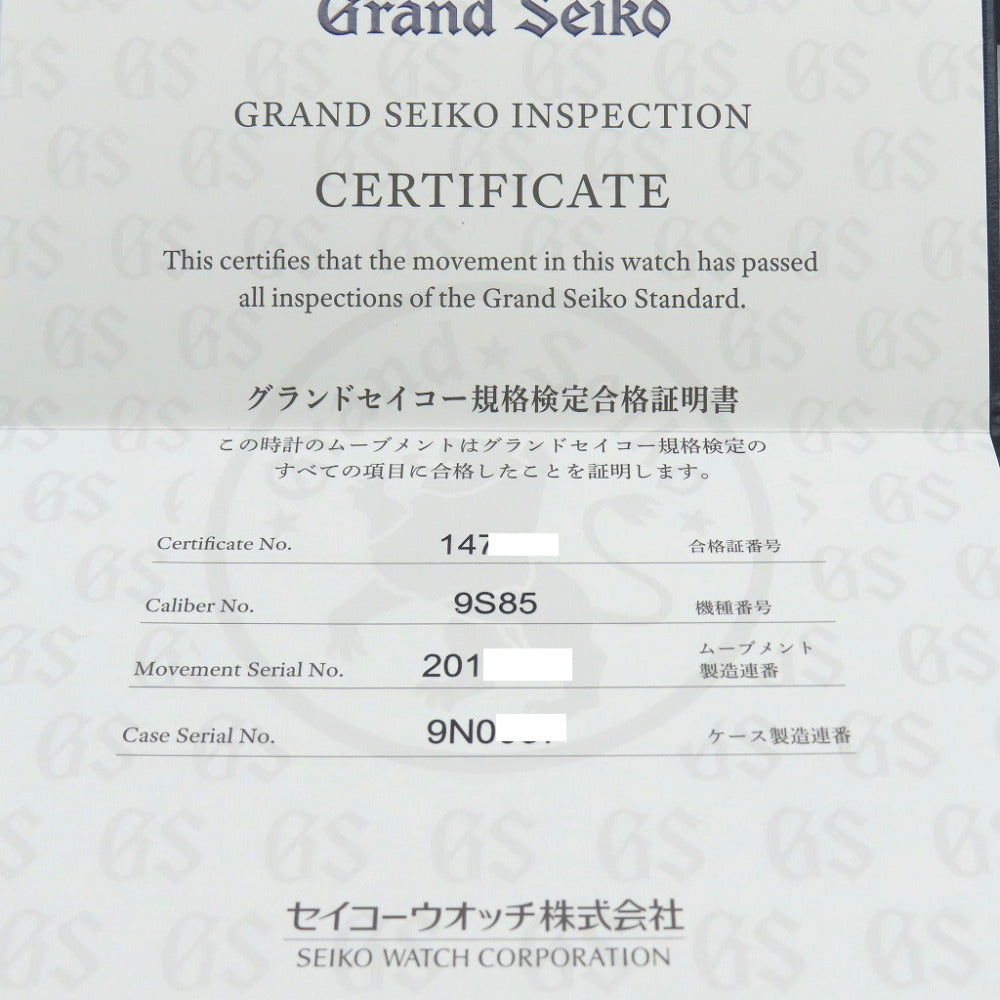 Grand Seiko
GRAND SEIKO INSPECTION
CERTIFICATE
This certifies that the movement in this watch has passed
all inspections of the Grand Seiko Standard.
グランドセイコー規格検定合格証明書
この時計のムーブメントはグランドセイコー規格検定の
すべての項目に合格したことを証明します。
Certificate No. 147 合格証番号
Caliber No. 9S85 機種番号
Movement Serial No. 201 ムーブメント
製造連番
Case Serial No. 9N0 ケース製造連番
セイコーウオッチ株式会社
SEIKO WATCH CORPORATION